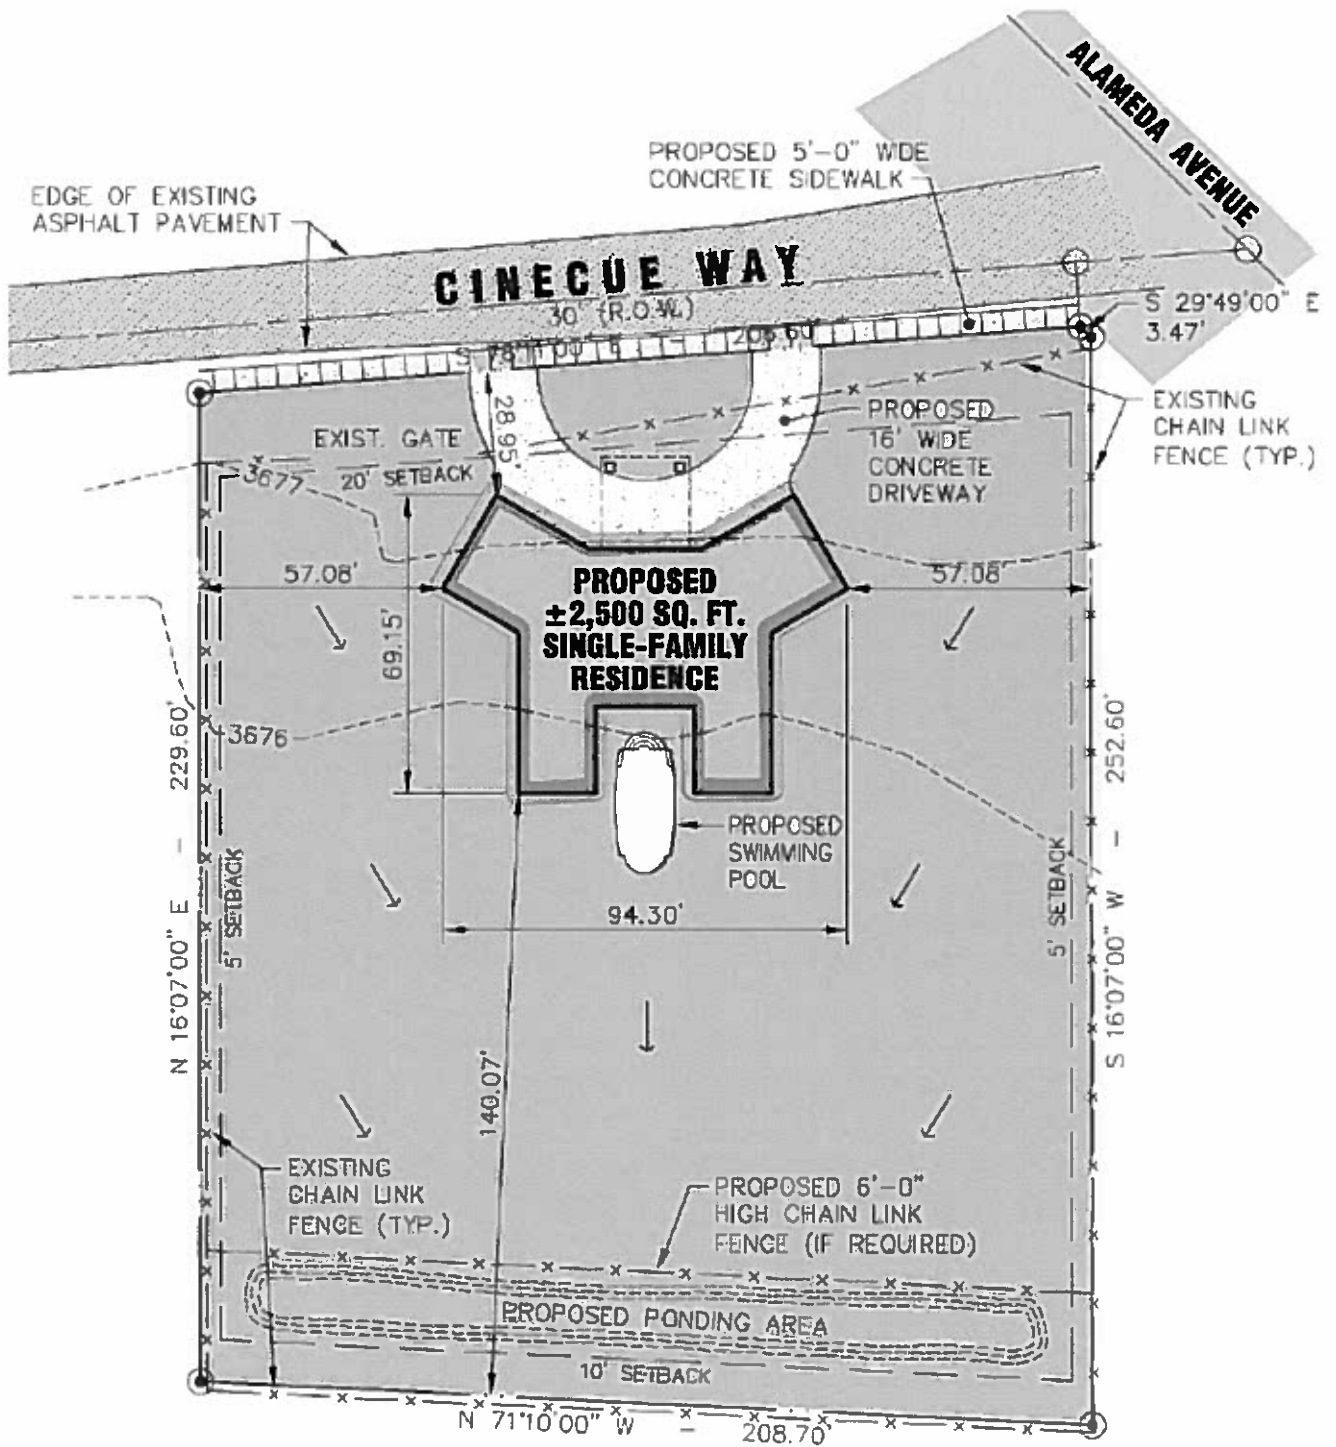 ALAMEDA AVENUE
PROPOSED 5'-0" WIDE
CONCRETE SIDEWALK
EDGE OF EXISTING
ASPHALT PAVEMENT
CINECUE WAY
30' (R.O.W.)
S 29°49'00" E
3.47'
S 78°11'00" E - 206.60'
EXISTING
CHAIN LINK
FENCE (TYP.)
28.95'
PROPOSED
16' WIDE
CONCRETE
DRIVEWAY
EXIST. GATE
20' SETBACK
3677
57.08'
57.08'
69.15'
PROPOSED
±2,500 SQ. FT.
SINGLE-FAMILY
RESIDENCE
3676
N 16°07'00" E - 229.60'
S 16°07'00" W - 252.60'
5' SETBACK
5' SETBACK
PROPOSED
SWIMMING
POOL
94.30'
140.07'
EXISTING
CHAIN LINK
FENCE (TYP.)
PROPOSED 6'-0"
HIGH CHAIN LINK
FENCE (IF REQUIRED)
PROPOSED PONDING AREA
10' SETBACK
N 71°10'00" W - 208.70'